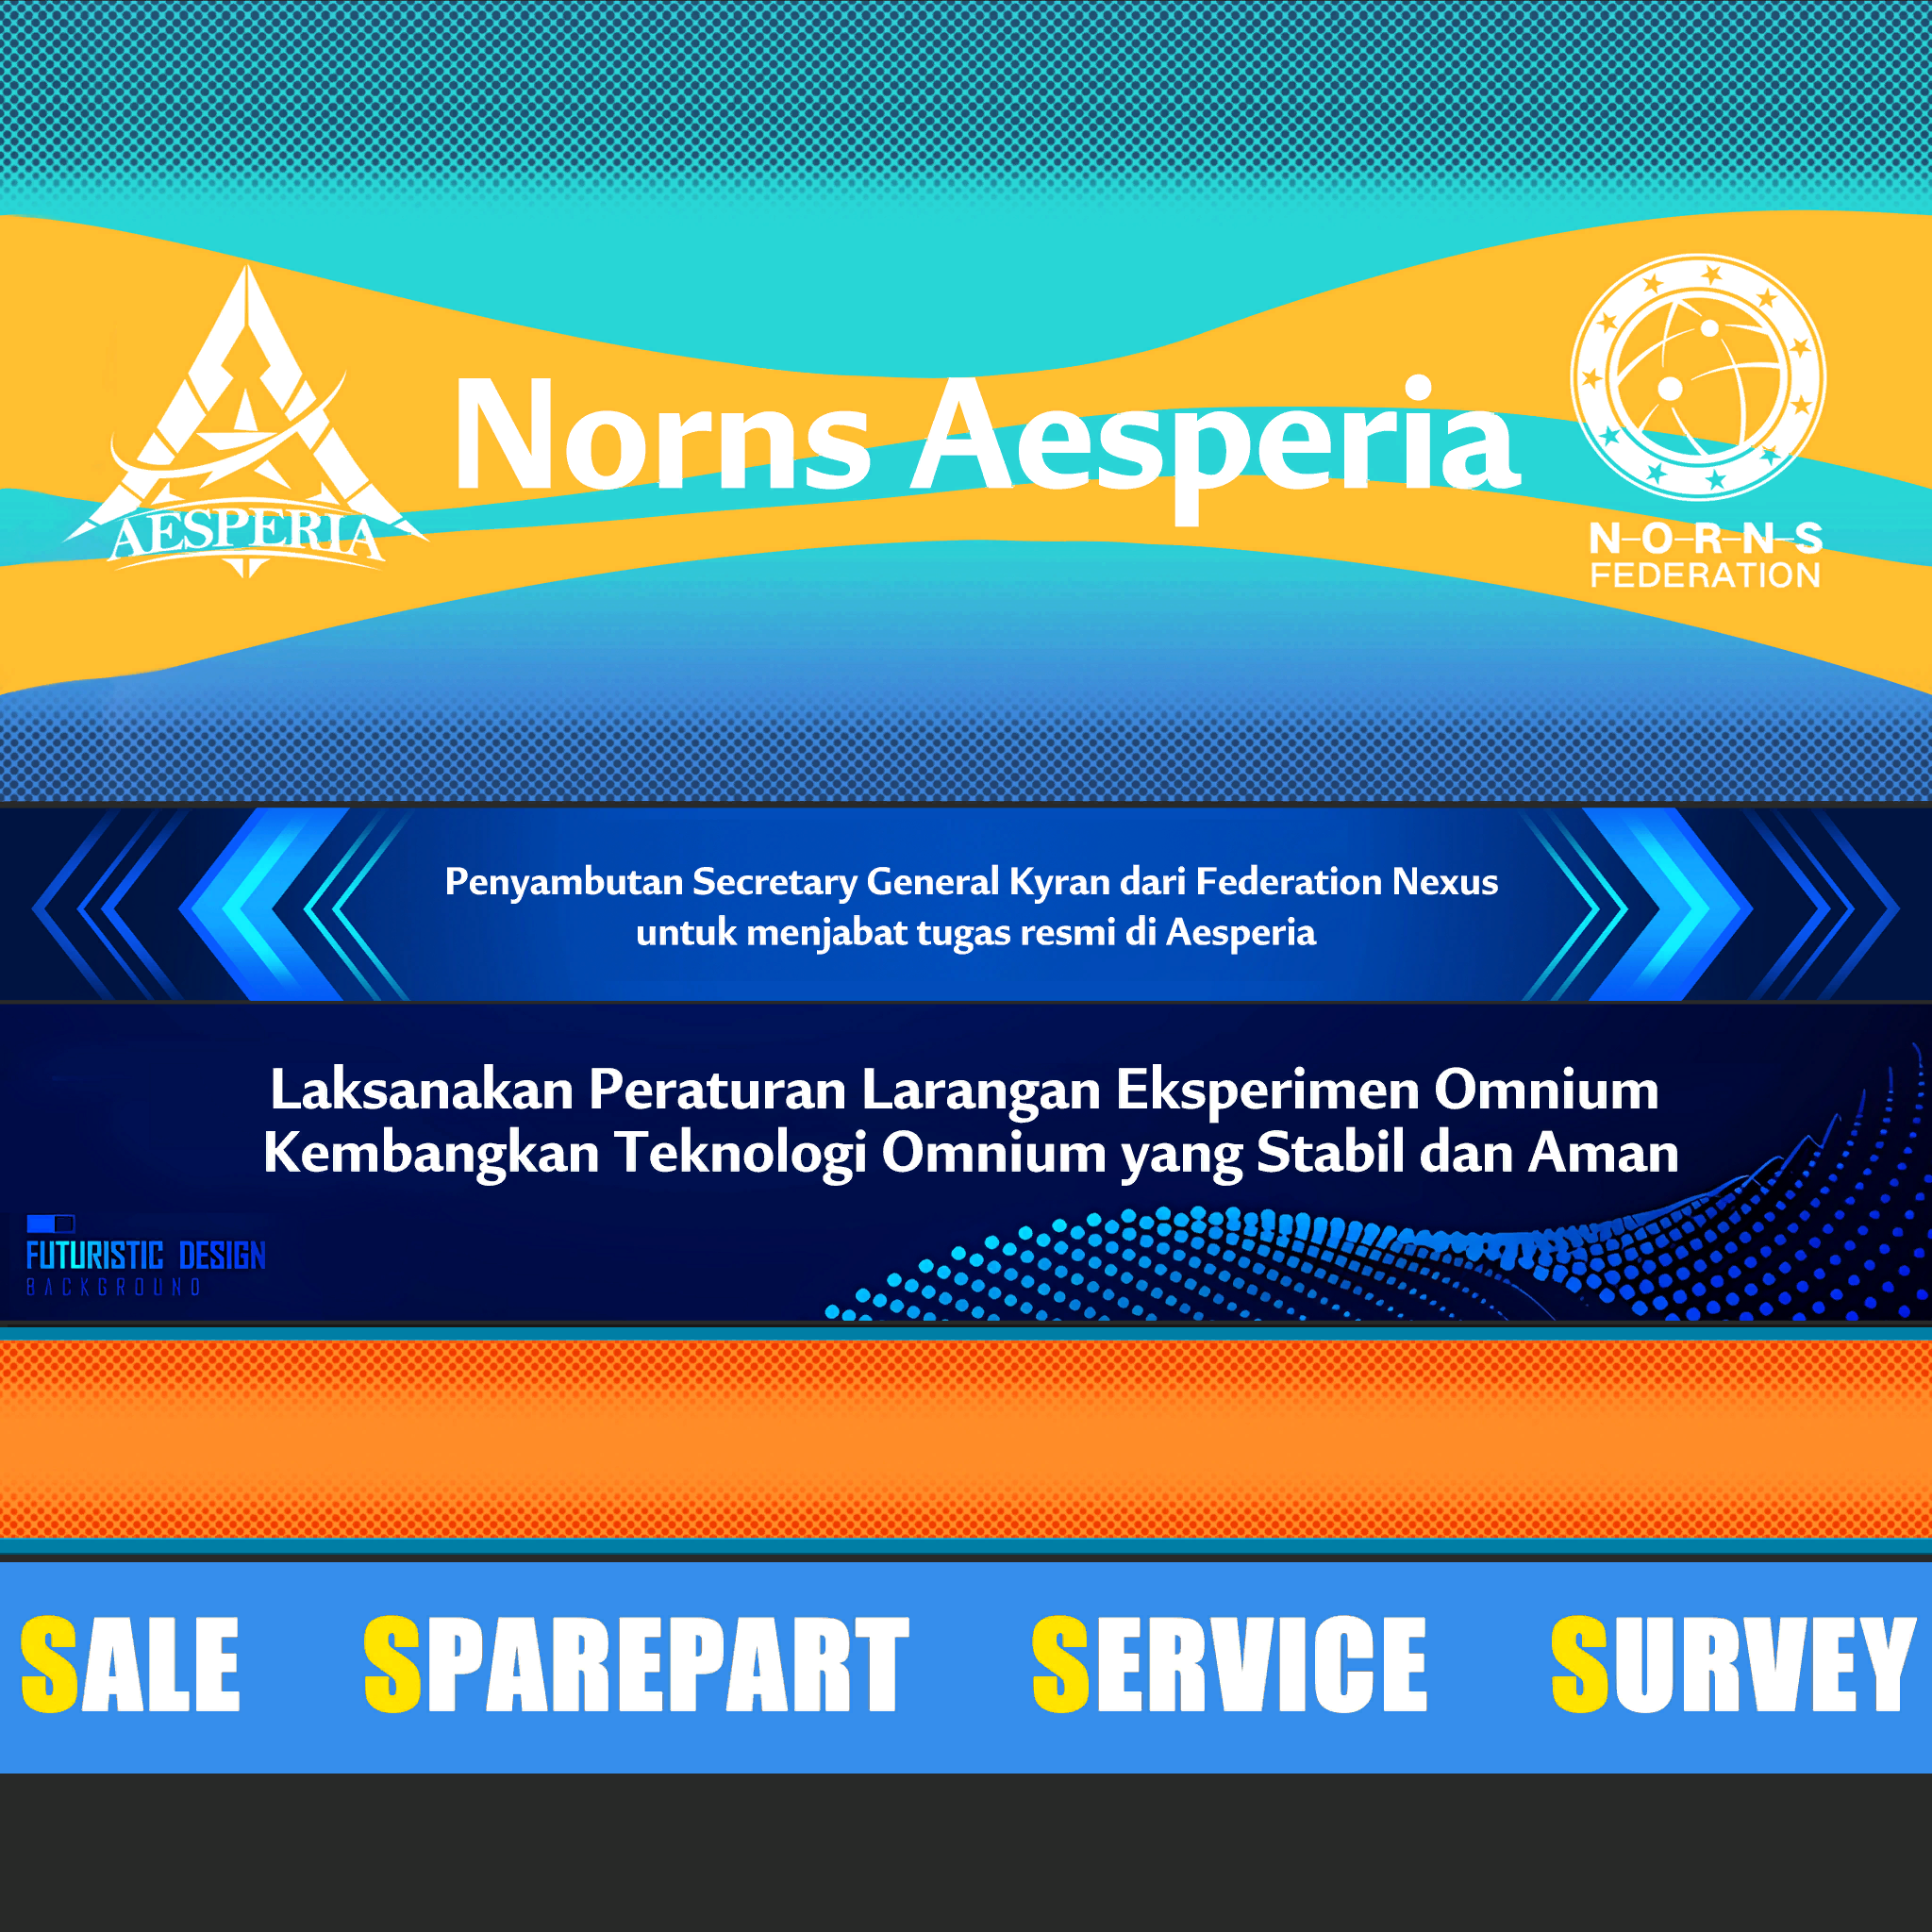 Norns Aesperia
AESPERIA
N-O-R-N-S
FEDERATION
Penyambutan Secretary General Kyran dari Federation Nexus
untuk menjabat tugas resmi di Aesperia
Laksanakan Peraturan Larangan Eksperimen Omnium
Kembangkan Teknologi Omnium yang Stabil dan Aman
FUTURISTIC DESIGN
BACKGROUND
SALE SPAREPART SERVICE SURVEY